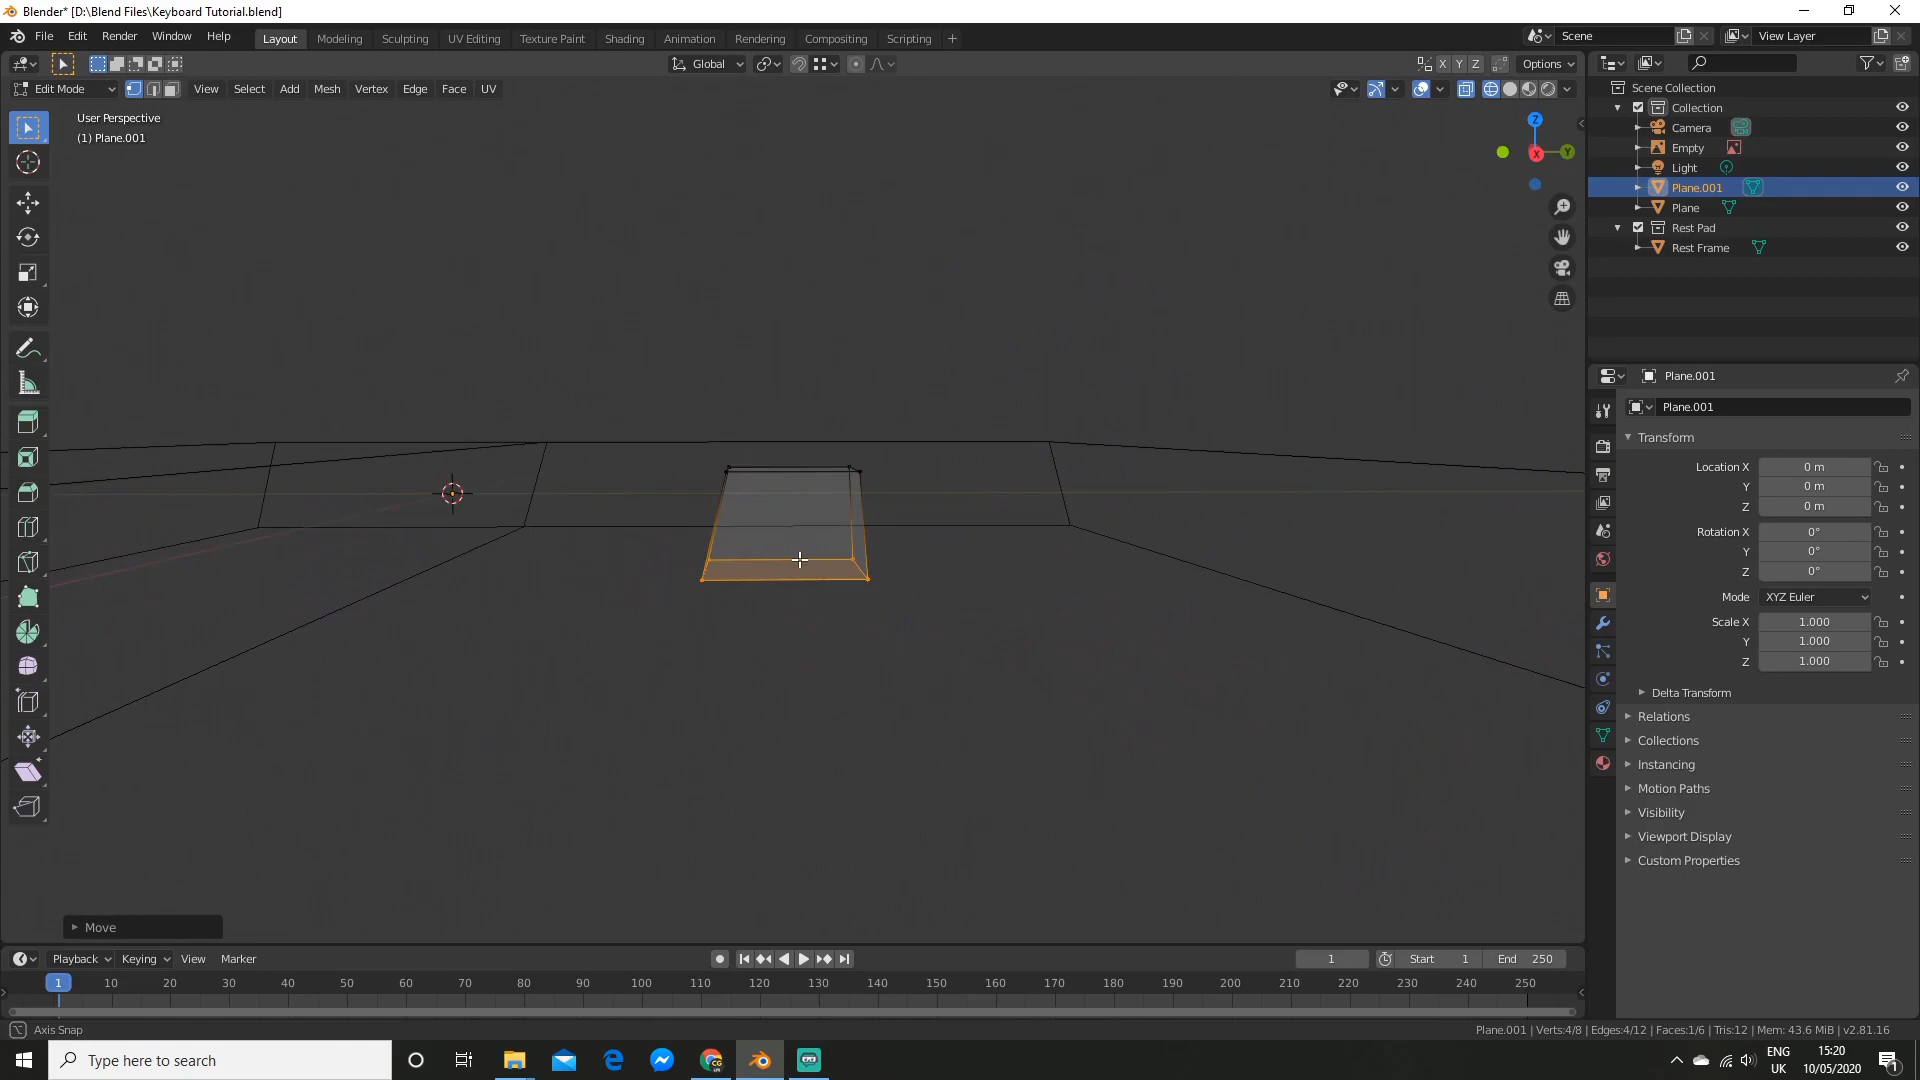 Blender* [D:\Blend Files\Keyboard Tutorial.blend]
File Edit Render Window Help Layout Modeling Sculpting UV Editing Texture Paint Shading Animation Rendering Compositing Scripting + Scene View Layer
Global X Y Z Options
Edit Mode View Select Add Mesh Vertex Edge Face UV
User Perspective
(1) Plane.001
Z
X
Y
Scene Collection
Collection
Camera
Empty
Light
Plane.001
Plane
Rest Pad
Rest Frame
Plane.001
Plane.001
Transform
Location X 0 m
Y 0 m
Z 0 m
Rotation X 0°
Y 0°
Z 0°
Mode XYZ Euler
Scale X 1.000
Y 1.000
Z 1.000
Delta Transform
Relations
Collections
Instancing
Motion Paths
Visibility
Viewport Display
Custom Properties
Move
Playback Keying View Marker 1 Start 1 End 250
1 10 20 30 40 50 60 70 80 90 100 110 120 130 140 150 160 170 180 190 200 210 220 230 240 250
Axis Snap
Plane.001 | Verts:4/8 | Edges:4/12 | Faces:1/6 | Tris:12 | Mem: 43.6 MiB | v2.81.16
Type here to search
ENG
UK
15:20
10/05/2020
1